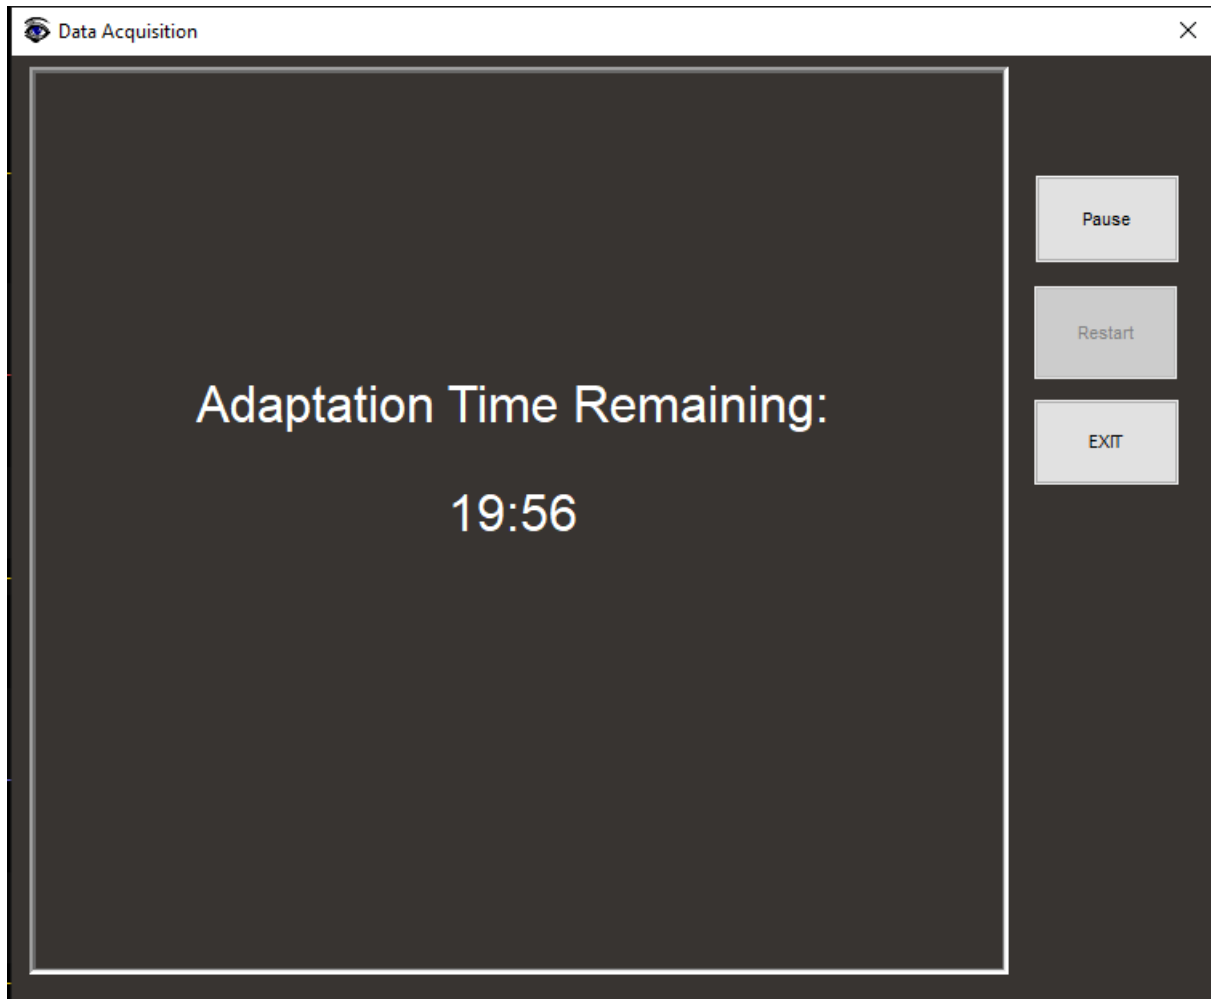 Data Acquisition
Pause
Restart
Adaptation Time Remaining:
EXIT
19:56